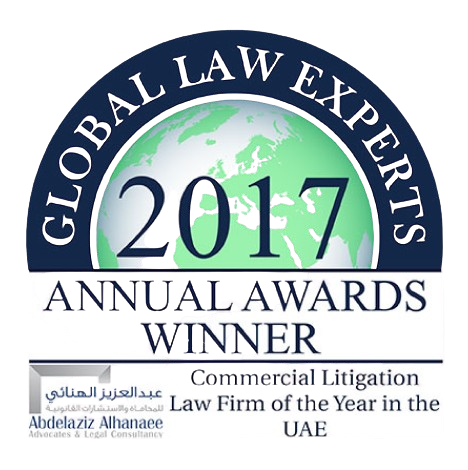 GLOBAL LAW EXPERTS
2017
ANNUAL AWARDS
WINNER
Commercial Litigation
Law Firm of the Year in the
UAE
عبدالعزيز الهنائي
للمحاماة والاستشارات القانونية
Abdelaziz Alhanaee
Advocates & Legal Consultancy